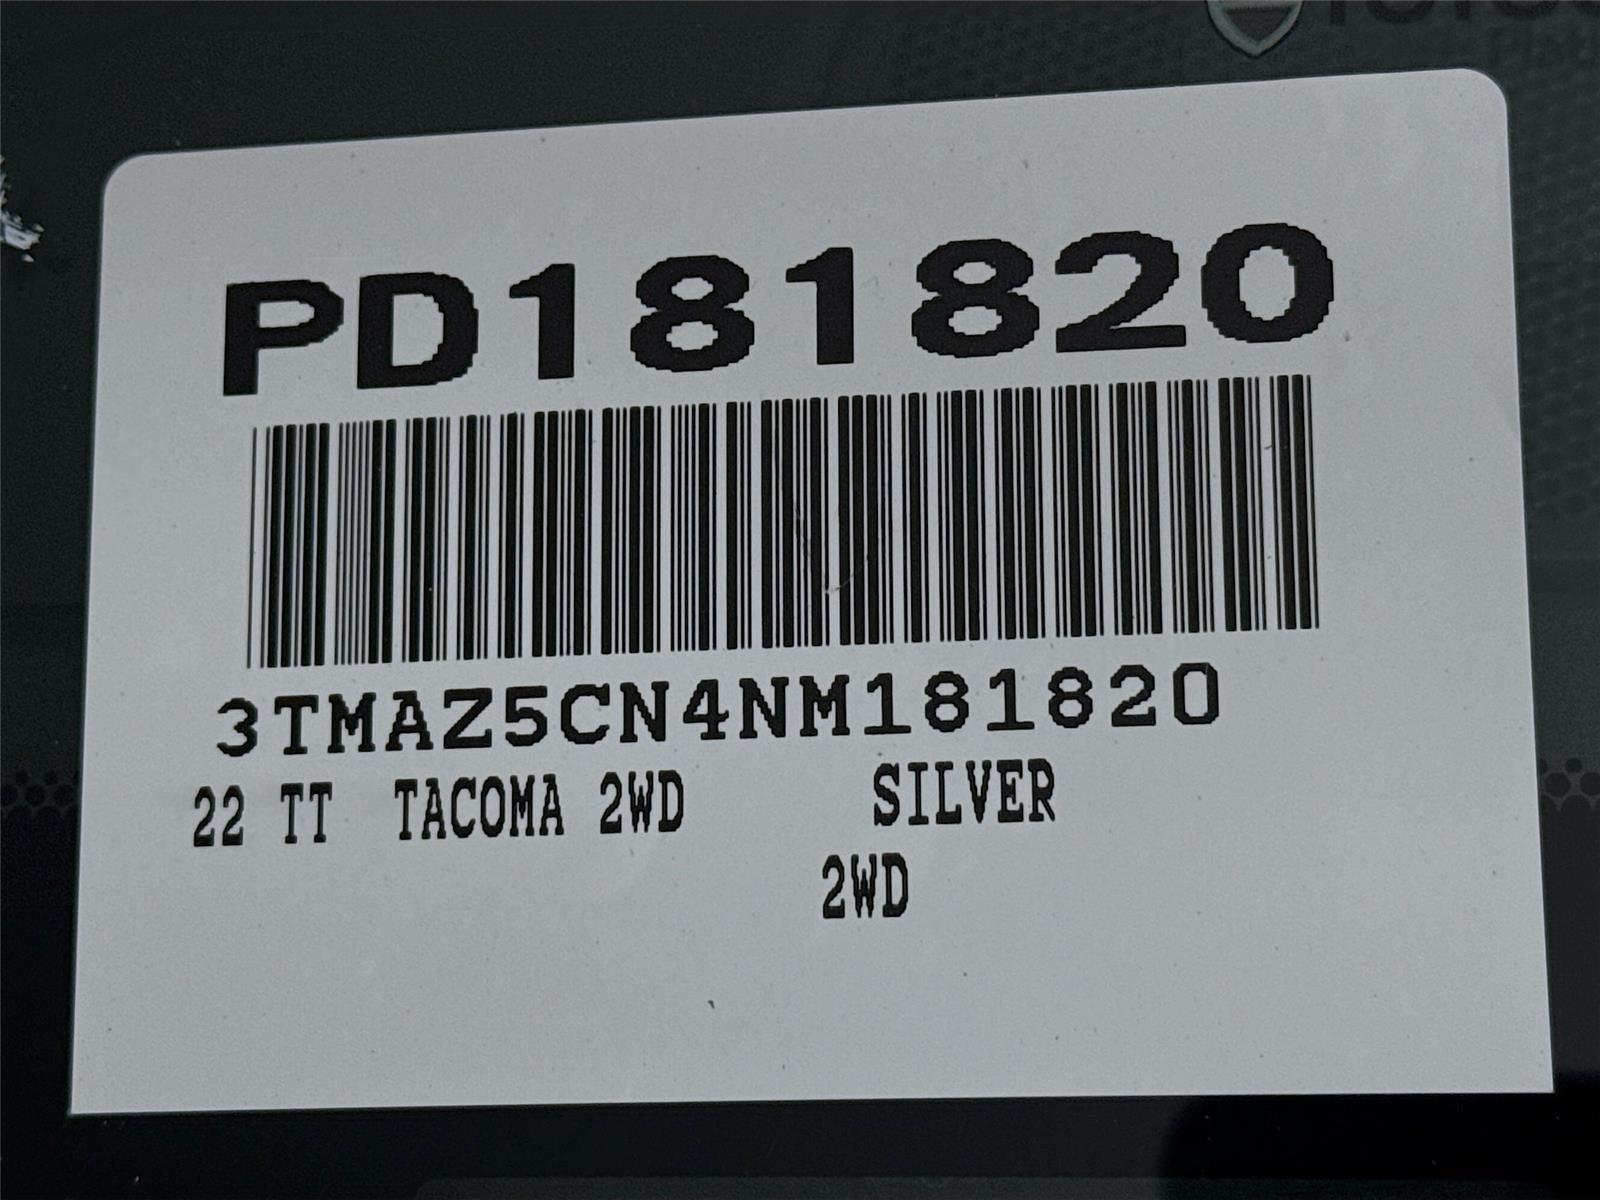 PD181820
3TMAZ5CN4NM181820
22 TT TACOMA 2WD SILVER
2WD